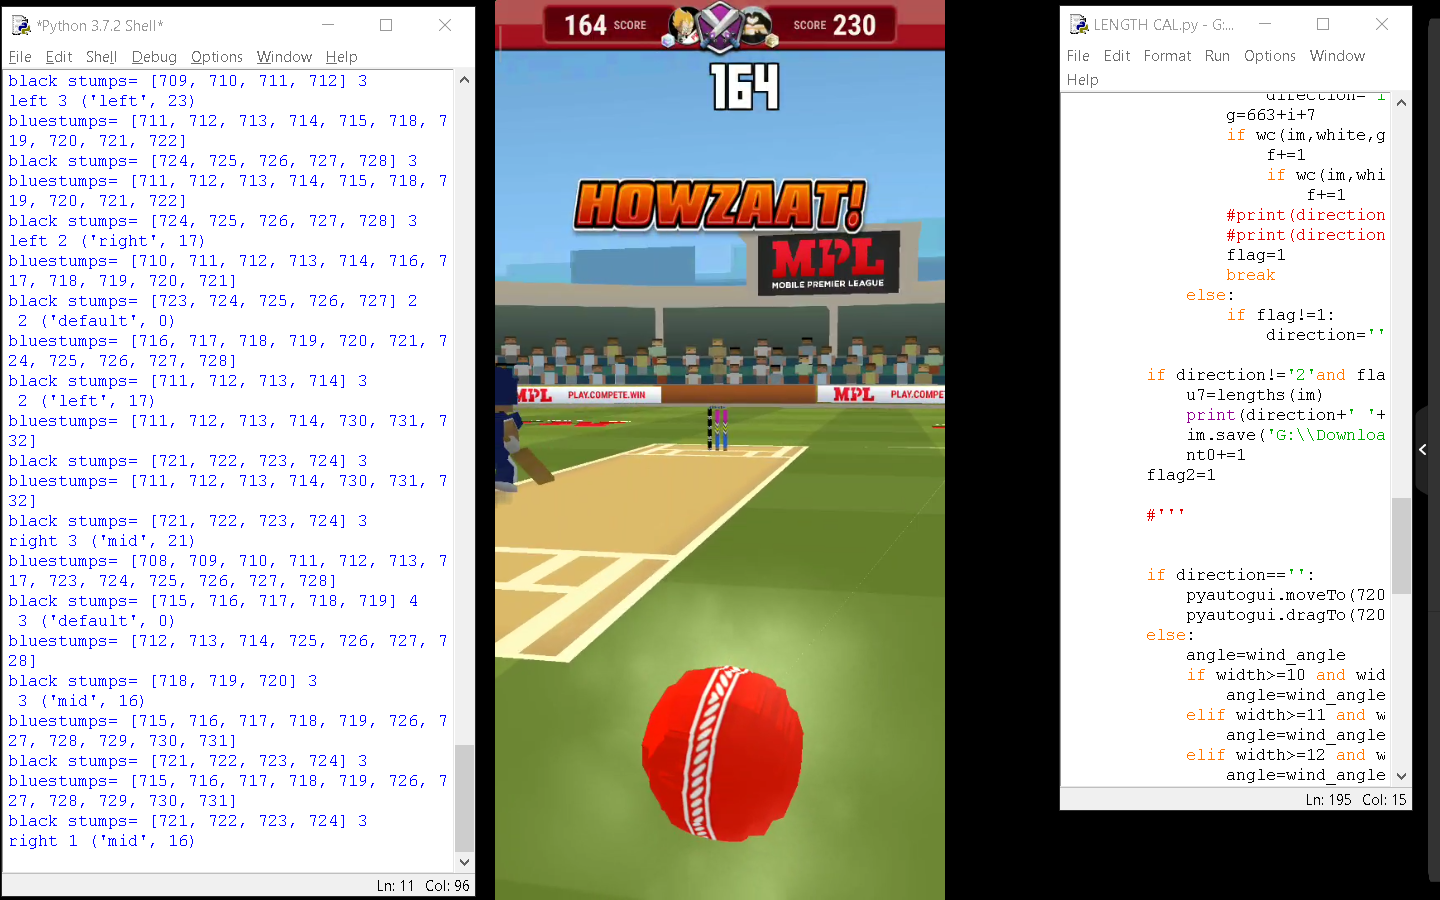 *Python 3.7.2 Shell*
File Edit Shell Debug Options Window Help
black stumps= [709, 710, 711, 712] 3
left 3 ('left', 23)
bluestumps= [711, 712, 713, 714, 715, 718, 7
19, 720, 721, 722]
black stumps= [724, 725, 726, 727, 728] 3
bluestumps= [711, 712, 713, 714, 715, 718, 7
19, 720, 721, 722]
black stumps= [724, 725, 726, 727, 728] 3
left 2 ('right', 17)
bluestumps= [710, 711, 712, 713, 714, 716, 7
17, 718, 719, 720, 721]
black stumps= [723, 724, 725, 726, 727] 2
2 ('default', 0)
bluestumps= [716, 717, 718, 719, 720, 721, 7
24, 725, 726, 727, 728]
black stumps= [711, 712, 713, 714] 3
2 ('left', 17)
bluestumps= [711, 712, 713, 714, 730, 731, 7
32]
black stumps= [721, 722, 723, 724] 3
bluestumps= [711, 712, 713, 714, 730, 731, 7
32]
black stumps= [721, 722, 723, 724] 3
right 3 ('mid', 21)
bluestumps= [708, 709, 710, 711, 712, 713, 7
17, 723, 724, 725, 726, 727, 728]
black stumps= [715, 716, 717, 718, 719] 4
3 ('default', 0)
bluestumps= [712, 713, 714, 725, 726, 727, 7
28]
black stumps= [718, 719, 720] 3
3 ('mid', 16)
bluestumps= [715, 716, 717, 718, 719, 726, 7
27, 728, 729, 730, 731]
black stumps= [721, 722, 723, 724] 3
bluestumps= [715, 716, 717, 718, 719, 726, 7
27, 728, 729, 730, 731]
black stumps= [721, 722, 723, 724] 3
right 1 ('mid', 16)
Ln: 11 Col: 96
164 SCORE SCORE 230
164
HOWZAAT!
MPL
MOBILE PREMIER LEAGUE
MPL PLAY.COMPETE.WIN MPL PLAY.COMPE
LENGTH CAL.py - G:...
File Edit Format Run Options Window
Help
direction='i
g=663+i+7
if wc(im,white,g
f+=1
if wc(im,whi
f+=1
#print(direction
#print(direction
flag=1
break
else:
if flag!=1:
direction=''
if direction!='2'and fla
u7=lengths(im)
print(direction+' '+
im.save('G:\\Downloa
nt0+=1
flag2=1
#'''
if direction=='':
pyautogui.moveTo(720
pyautogui.dragTo(720
else:
angle=wind_angle
if width>=10 and wid
angle=wind_angle
elif width>=11 and w
angle=wind_angle
elif width>=12 and w
angle=wind_angle
Ln: 195 Col: 15